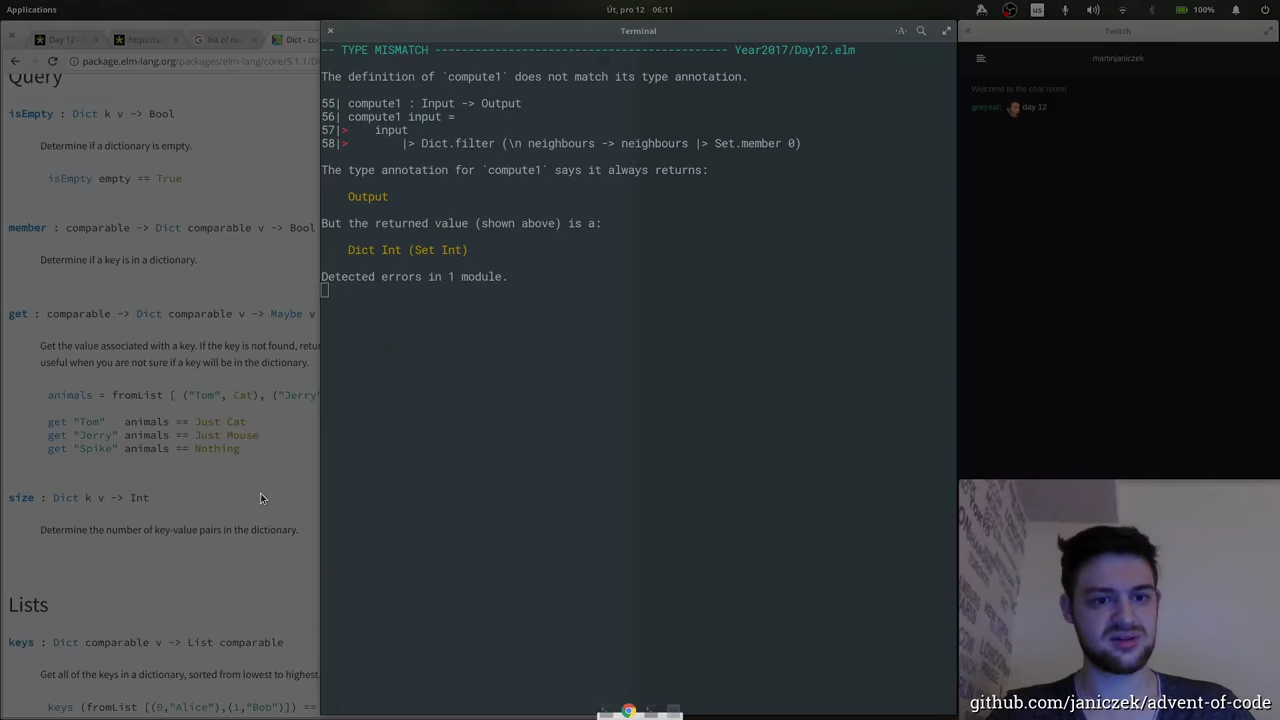 Applications
Út, pro 12 06:11
us
100%
Day 12 -
https://a
List of no
Dict - co
package.elm-lang.org/packages/elm-lang/core/5.1.1/D
Query
isEmpty : Dict k v -> Bool
Determine if a dictionary is empty.
isEmpty empty == True
member : comparable -> Dict comparable v -> Bool
Determine if a key is in a dictionary.
get : comparable -> Dict comparable v -> Maybe v
Get the value associated with a key. If the key is not found, retur
useful when you are not sure if a key will be in the dictionary.
animals = fromList [ ("Tom", Cat), ("Jerry"
get "Tom" animals == Just Cat
get "Jerry" animals == Just Mouse
get "Spike" animals == Nothing
size : Dict k v -> Int
Determine the number of key-value pairs in the dictionary.
Lists
keys : Dict comparable v -> List comparable
Get all of the keys in a dictionary, sorted from lowest to highest.
keys (fromList [(0,"Alice"),(1,"Bob")]) ==
Terminal
-A-
-- TYPE MISMATCH -------------------------------------------- Year2017/Day12.elm
The definition of `compute1` does not match its type annotation.
55| compute1 : Input -> Output
56| compute1 input =
57|>    input
58|>        |> Dict.filter (\n neighbours -> neighbours |> Set.member 0)
The type annotation for `compute1` says it always returns:
Output
But the returned value (shown above) is a:
Dict Int (Set Int)
Detected errors in 1 module.
Twitch
martinjaniczek
Welcome to the chat room!
greysal: day 12
github.com/janiczek/advent-of-code